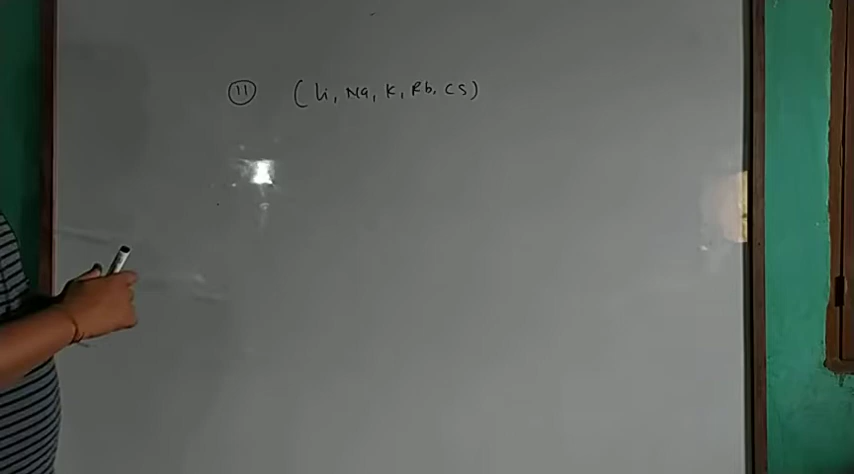 11 (Li, Na, K, Rb, Cs)